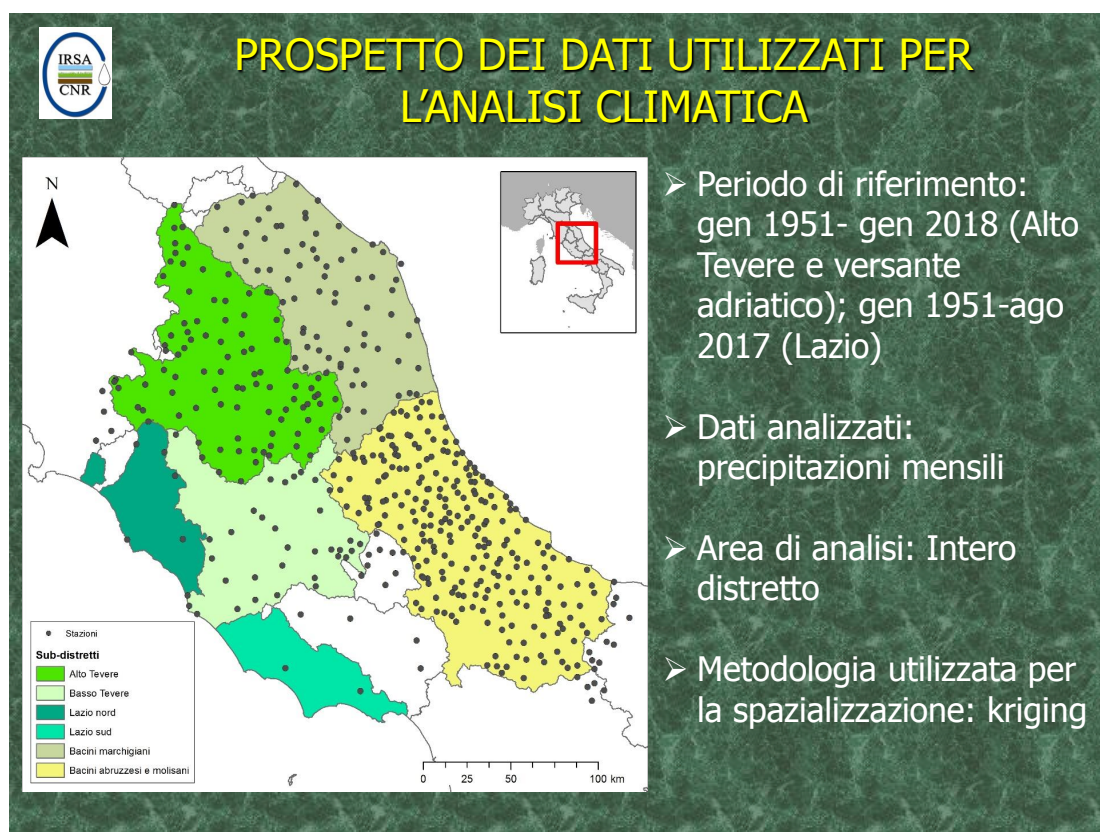 IRSA
CNR
PROSPETTO DEI DATI UTILIZZATI PER
L'ANALISI CLIMATICA
N
Stazioni
Sub-distretti
Alto Tevere
Basso Tevere
Lazio nord
Lazio sud
Bacini marchigiani
Bacini abruzzesi e molisani
0 25 50 100 km
➢ Periodo di riferimento:
gen 1951- gen 2018 (Alto
Tevere e versante
adriatico); gen 1951-ago
2017 (Lazio)
➢ Dati analizzati:
precipitazioni mensili
➢ Area di analisi: Intero
distretto
➢ Metodologia utilizzata per
la spazializzazione: kriging